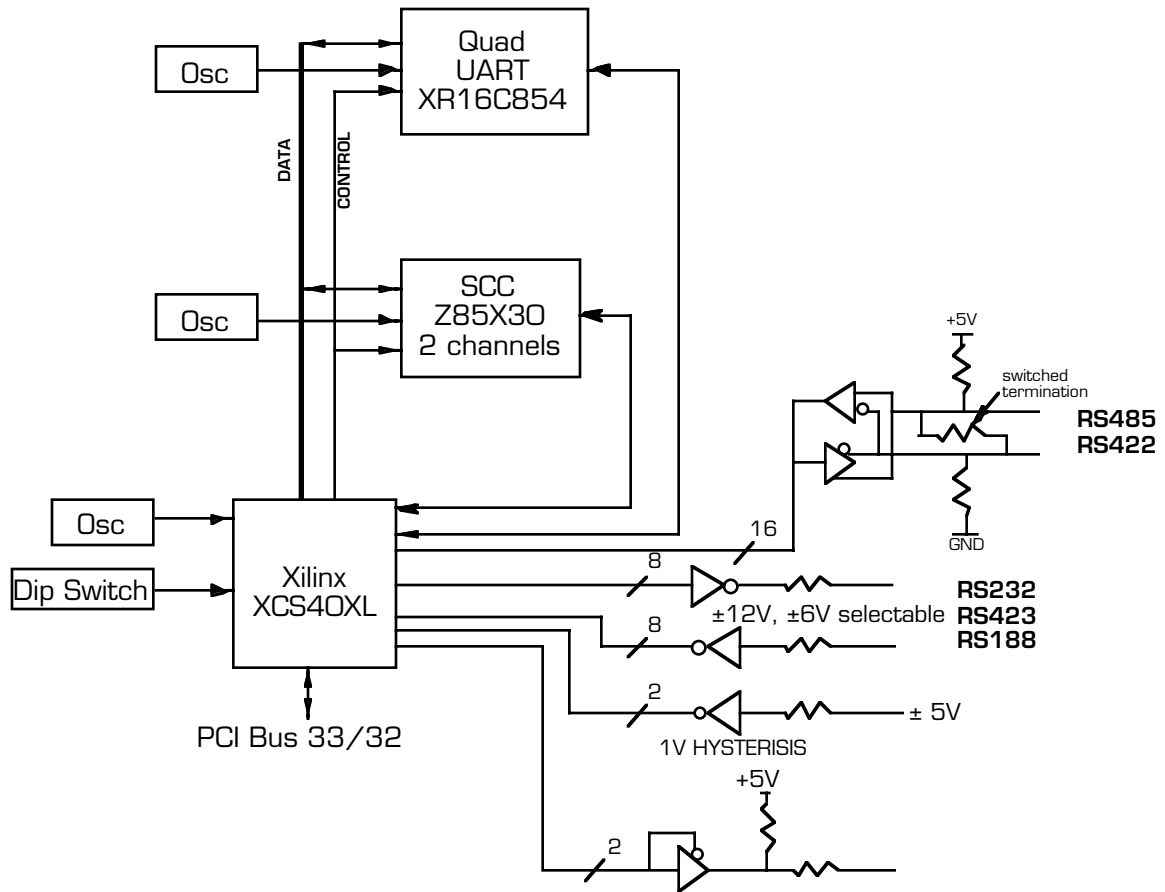 Quad
UART
XR16C854
Osc
DATA
CONTROL
SCC
Z85X30
2 channels
Osc
+5V
switched
termination
RS485
RS422
GND
Osc
Dip Switch
Xilinx
XCS40XL
16
8
RS232
±12V, ±6V selectable
RS423
RS188
8
2
± 5V
1V HYSTERISIS
PCI Bus 33/32
+5V
2